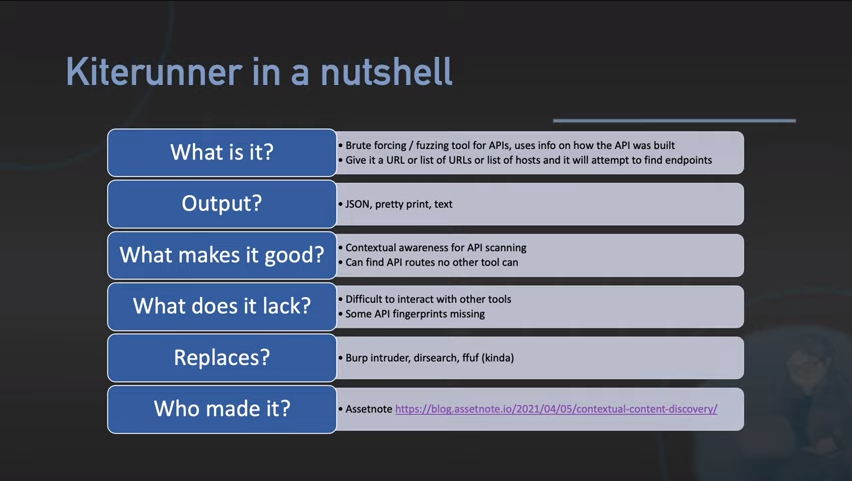 Kiterunner in a nutshell
What is it?
• Brute forcing / fuzzing tool for APIs, uses info on how the API was built
• Give it a URL or list of URLs or list of hosts and it will attempt to find endpoints
Output?
• JSON, pretty print, text
What makes it good?
• Contextual awareness for API scanning
• Can find API routes no other tool can
What does it lack?
• Difficult to interact with other tools
• Some API fingerprints missing
Replaces?
• Burp intruder, dirsearch, ffuf (kinda)
Who made it?
• Assetnote https://blog.assetnote.io/2021/04/05/contextual-content-discovery/